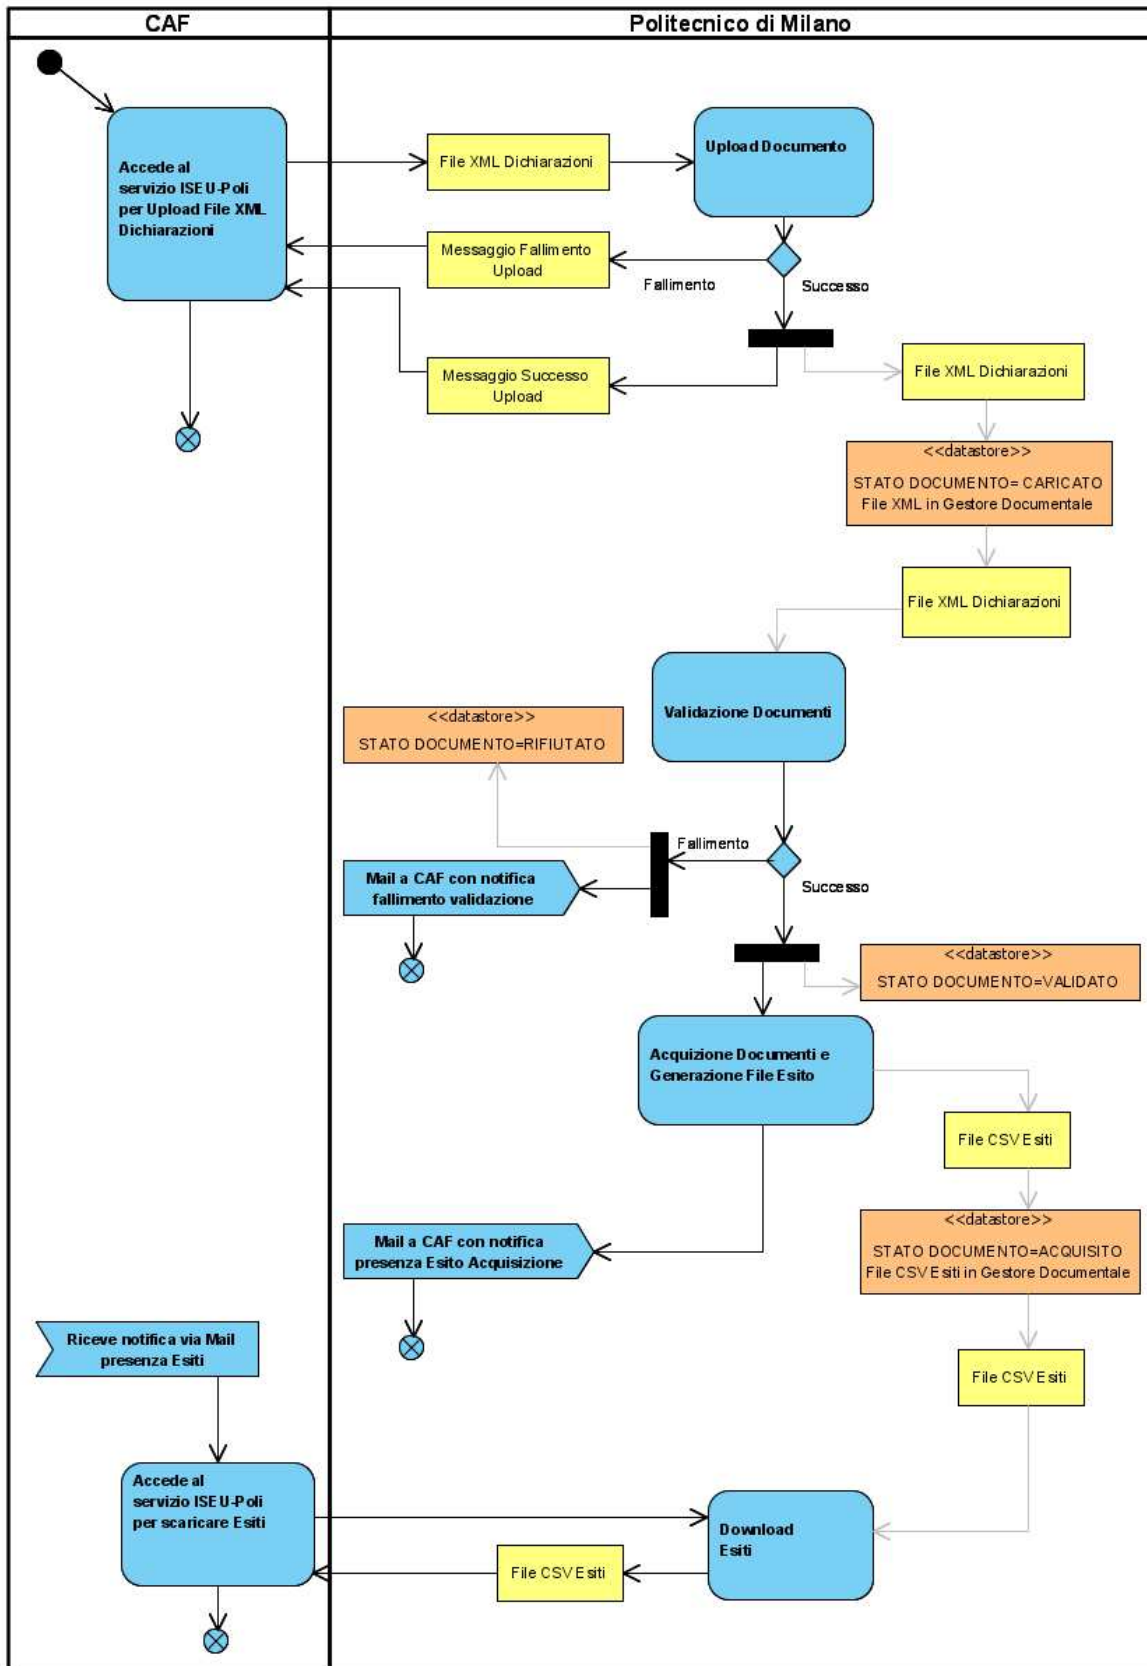 CAF
Politecnico di Milano
Accede al
servizio ISEU-Poli
per Upload File XML
Dichiarazioni
File XML Dichiarazioni
Upload Documento
Messaggio Fallimento
Upload
Fallimento
Successo
Messaggio Successo
Upload
File XML Dichiarazioni
<<datastore>>
STATO DOCUMENTO= CARICATO
File XML in Gestore Documentale
File XML Dichiarazioni
Validazione Documenti
<<datastore>>
STATO DOCUMENTO=RIFIUTATO
Fallimento
Successo
Mail a CAF con notifica
fallimento validazione
<<datastore>>
STATO DOCUMENTO=VALIDATO
Acquizione Documenti e
Generazione File Esito
File CSV Esiti
Mail a CAF con notifica
presenza Esito Acquisizione
<<datastore>>
STATO DOCUMENTO=ACQUISITO
File CSV Esiti in Gestore Documentale
Riceve notifica via Mail
presenza Esiti
File CSV Esiti
Accede al
servizio ISEU-Poli
per scaricare Esiti
Download
Esiti
File CSV Esiti